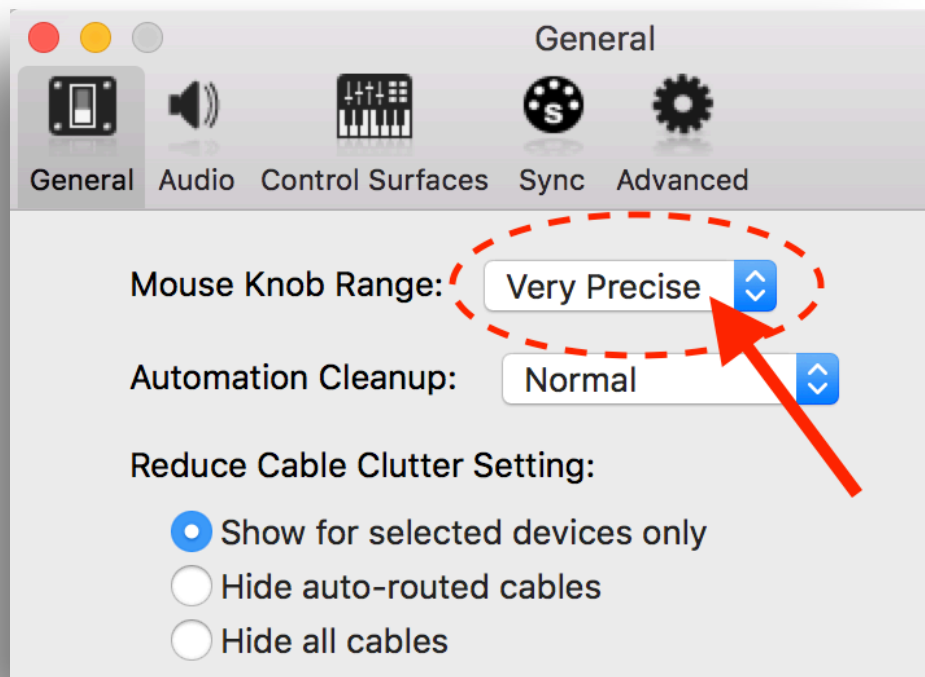 General
General Audio Control Surfaces Sync Advanced
Mouse Knob Range: Very Precise
Automation Cleanup: Normal
Reduce Cable Clutter Setting:
Show for selected devices only
Hide auto-routed cables
Hide all cables